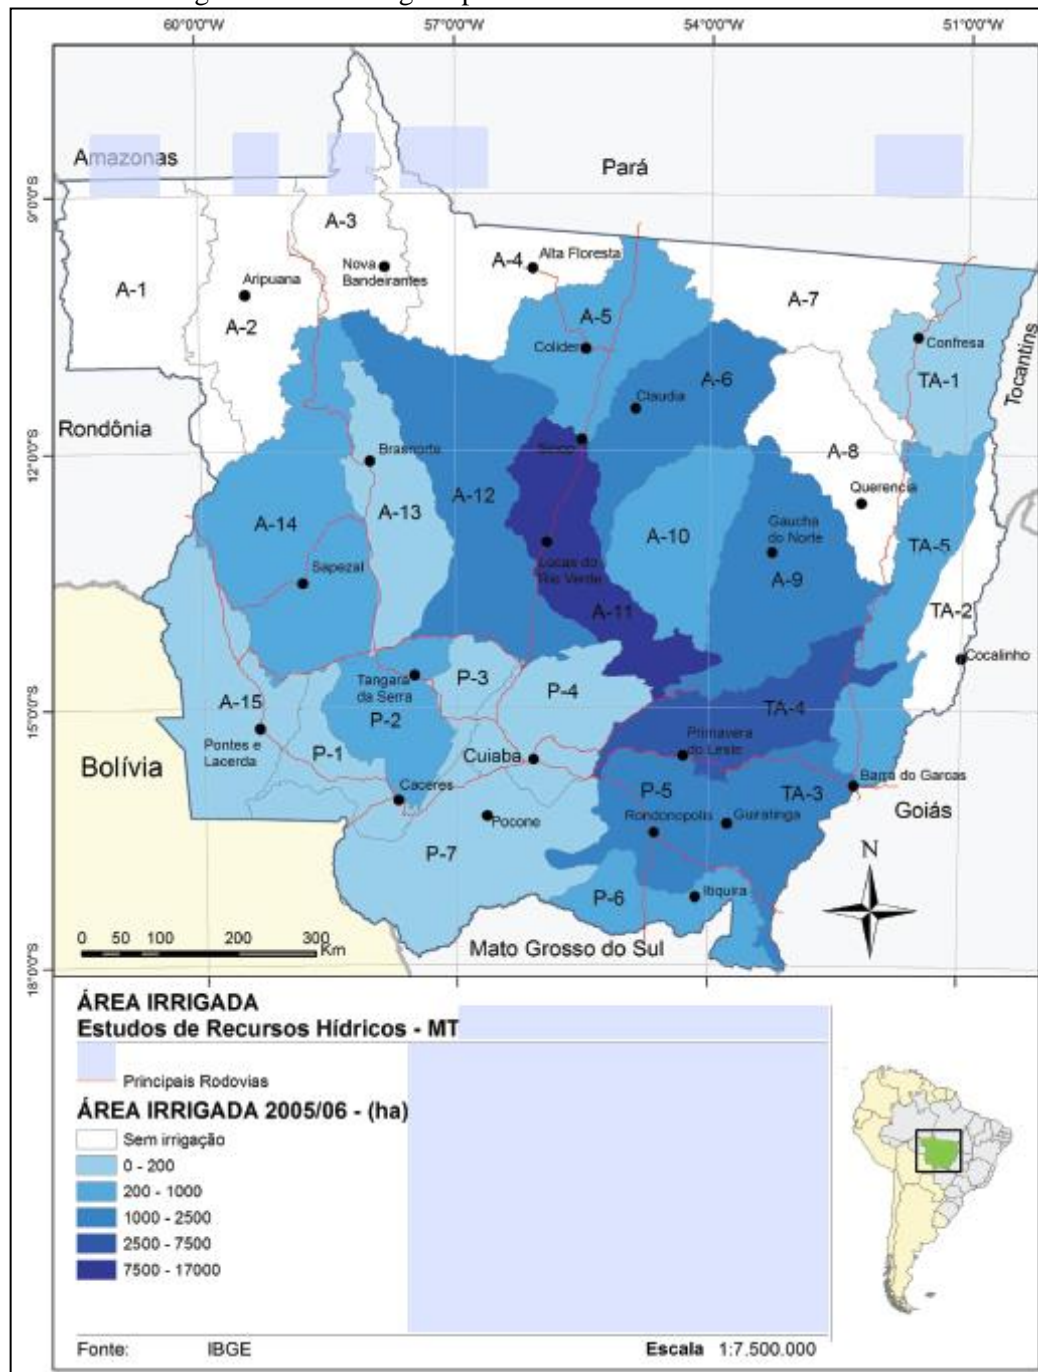 60°0'0"W 57°0'0"W 54°0'0"W 51°0'0"W
Amazonas
Pará
9°0'0"S
A-3
A-4
Alta Floresta
Nova
Bandeirantes
Aripuana
A-1
A-2
A-5
A-7
Colider
Confresa
TA-1
Tocantins
A-6
Claudia
Rondônia
Brasnorte
Sinop
12°0'0"S
A-8
Querencia
A-12
A-13
A-14
A-10
Gaucha
do Norte
TA-5
Sapezal
Lucas do
Rio Verde
A-9
A-11
TA-2
Cocalinho
Tangara
da Serra
P-3
P-4
A-15
P-2
TA-4
15°0'0"S
Pontes e
Lacerda
P-1
Cuiaba
Primavera
do Leste
Bolívia
Caceres
P-5
TA-3
Barra do Garcas
Pocone
Rondonopolis
Guiratinga
Goiás
P-7
N
P-6
Itiquira
0 50 100 200 300
Km
Mato Grosso do Sul
18°0'0"S
ÁREA IRRIGADA
Estudos de Recursos Hídricos - MT
Principais Rodovias
ÁREA IRRIGADA 2005/06 - (ha)
Sem irrigação
0 - 200
200 - 1000
1000 - 2500
2500 - 7500
7500 - 17000
Fonte: IBGE
Escala 1:7.500.000